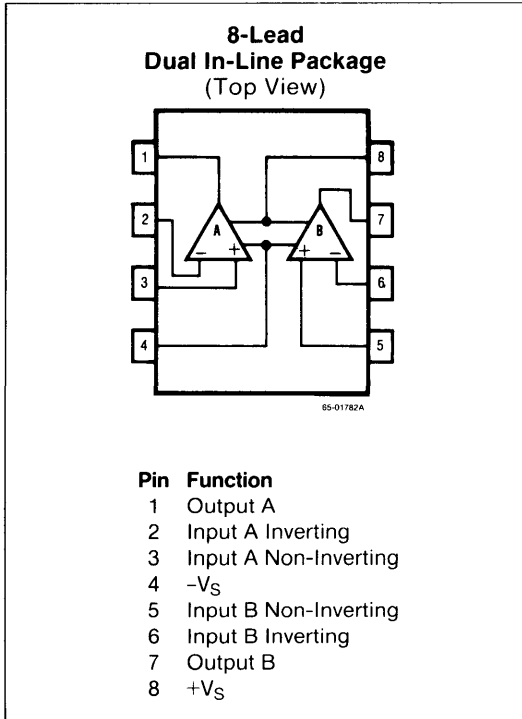 8-Lead
Dual In-Line Package
(Top View)
1
8
2
A
B
7
− + + −
3
6
4
5
65-01782A
Pin Function
1 Output A
2 Input A Inverting
3 Input A Non-Inverting
4 –VS
5 Input B Non-Inverting
6 Input B Inverting
7 Output B
8 +VS